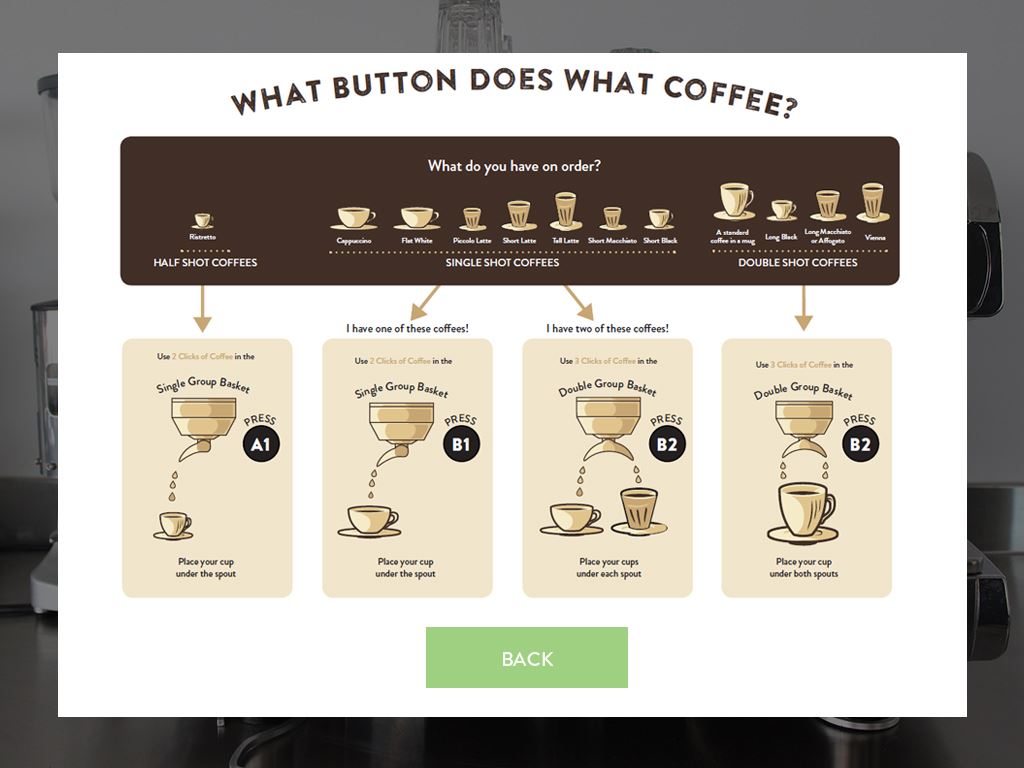 WHAT BUTTON DOES WHAT COFFEE?
What do you have on order?
Ristretto
HALF SHOT COFFEES
Cappuccino
Flat White
Piccolo Latte
Short Latte
Tall Latte
Short Macchiato
Short Black
SINGLE SHOT COFFEES
A standard
coffee in a mug
Long Black
Long Macchiato
or Affogato
Vienna
DOUBLE SHOT COFFEES
I have one of these coffees!
I have two of these coffees!
Use 2 Clicks of Coffee in the
Single Group Basket
PRESS
A1
Place your cup
under the spout
Use 2 Clicks of Coffee in the
Single Group Basket
PRESS
B1
Place your cup
under the spout
Use 3 Clicks of Coffee in the
Double Group Basket
PRESS
B2
Place your cups
under each spout
Use 3 Clicks of Coffee in the
Double Group Basket
PRESS
B2
Place your cup
under both spouts
BACK